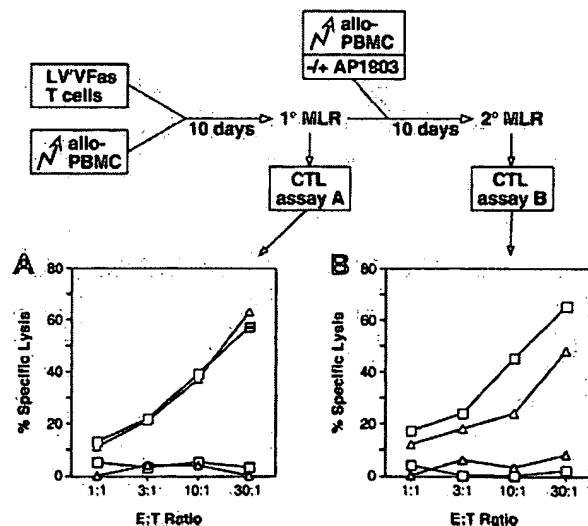 allo-
PBMC
-/+ AP1903
LV'VFas
T cells
allo-
PBMC
10 days
1° MLR
10 days
2° MLR
CTL
assay A
CTL
assay B
A
80
60
40
20
0
% Specific Lysis
1:1
3:1
10:1
30:1
E:T Ratio
B
80
60
40
20
0
% Specific Lysis
1:1
3:1
10:1
30:1
E:T Ratio